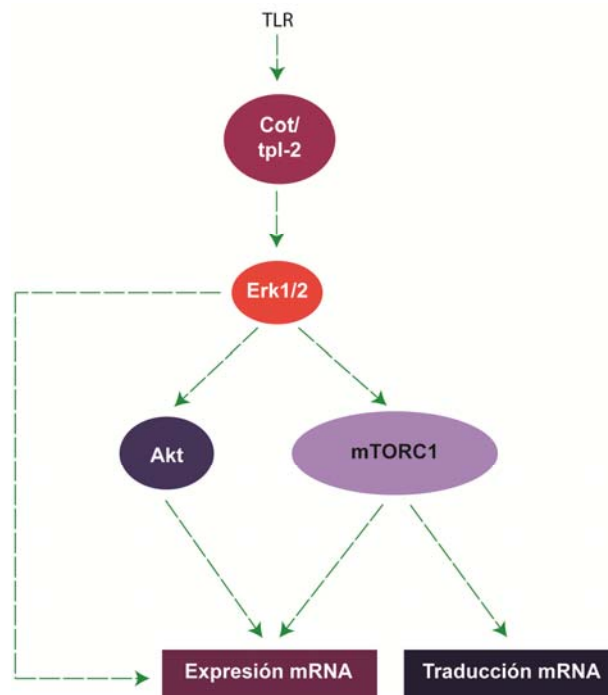 TLR
Cot/
tpl-2
Erk1/2
Akt
mTORC1
Expresión mRNA
Traducción mRNA